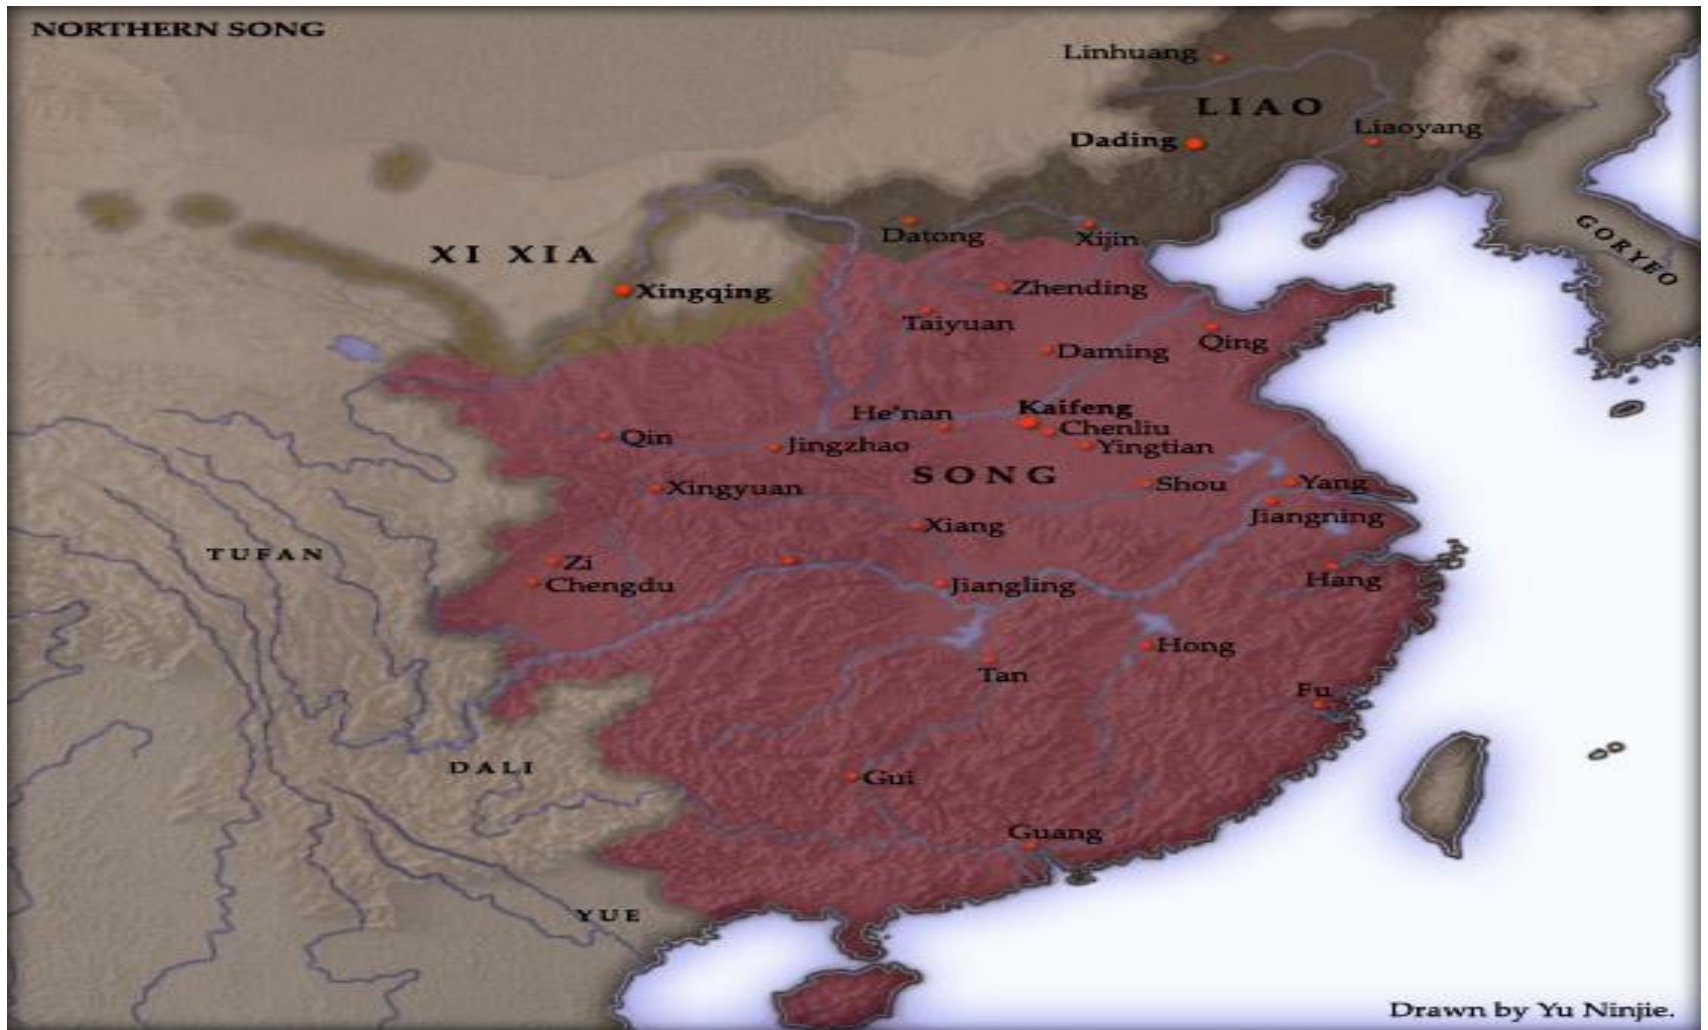 NORTHERN SONG
Linhuang
LIAO
Dading
Liaoyang
GORYEO
Datong
Xijin
XI XIA
Xingqing
Zhending
Taiyuan
Daming
Qing
He'nan
Kaifeng
Chenliu
Qin
Jingzhao
Yingtian
SONG
Xingyuan
Shou
Yang
Jiangning
Xiang
TUFAN
Zi
Chengdu
Jiangling
Hang
Hong
Tan
Fu
DALI
Gui
Guang
YUE
Drawn by Yu Ninjie.